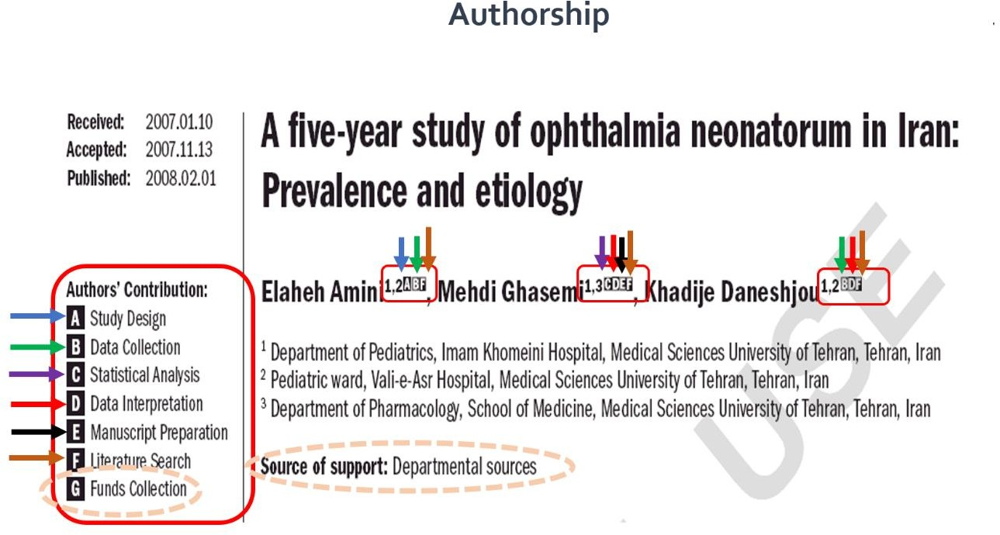 Authorship
Received: 2007.01.10
Accepted: 2007.11.13
Published: 2008.02.01
A five-year study of ophthalmia neonatorum in Iran:
Prevalence and etiology
Authors' Contribution:
A Study Design
B Data Collection
C Statistical Analysis
D Data Interpretation
E Manuscript Preparation
F Literature Search
G Funds Collection
Elaheh Amini1,2ABF, Mehdi Ghasemi1,3CDEF, Khadije Daneshjou1,2BDF
1 Department of Pediatrics, Imam Khomeini Hospital, Medical Sciences University of Tehran, Tehran, Iran
2 Pediatric ward, Vali-e-Asr Hospital, Medical Sciences University of Tehran, Tehran, Iran
3 Department of Pharmacology, School of Medicine, Medical Sciences University of Tehran, Tehran, Iran
Source of support: Departmental sources
USE